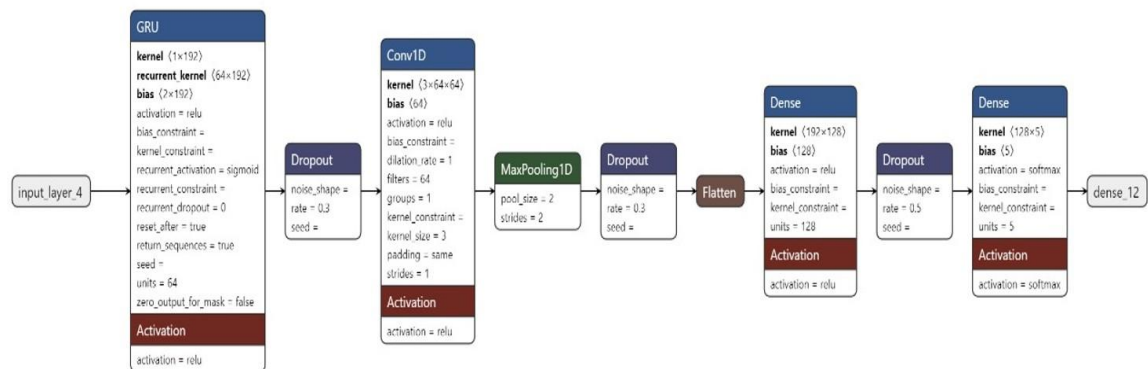 input_layer_4
GRU
kernel ⟨1×192⟩
recurrent_kernel ⟨64×192⟩
bias ⟨2×192⟩
activation = relu
bias_constraint =
kernel_constraint =
recurrent_activation = sigmoid
recurrent_constraint =
recurrent_dropout = 0
reset_after = true
return_sequences = true
seed =
units = 64
zero_output_for_mask = false
Activation
activation = relu
Dropout
noise_shape =
rate = 0.3
seed =
Conv1D
kernel ⟨3×64×64⟩
bias ⟨64⟩
activation = relu
bias_constraint =
dilation_rate = 1
filters = 64
groups = 1
kernel_constraint =
kernel_size = 3
padding = same
strides = 1
Activation
activation = relu
MaxPooling1D
pool_size = 2
strides = 2
Dropout
noise_shape =
rate = 0.3
seed =
Flatten
Dense
kernel ⟨192×128⟩
bias ⟨128⟩
activation = relu
bias_constraint =
kernel_constraint =
units = 128
Activation
activation = relu
Dropout
noise_shape =
rate = 0.5
seed =
Dense
kernel ⟨128×5⟩
bias ⟨5⟩
activation = softmax
bias_constraint =
kernel_constraint =
units = 5
Activation
activation = softmax
dense_12